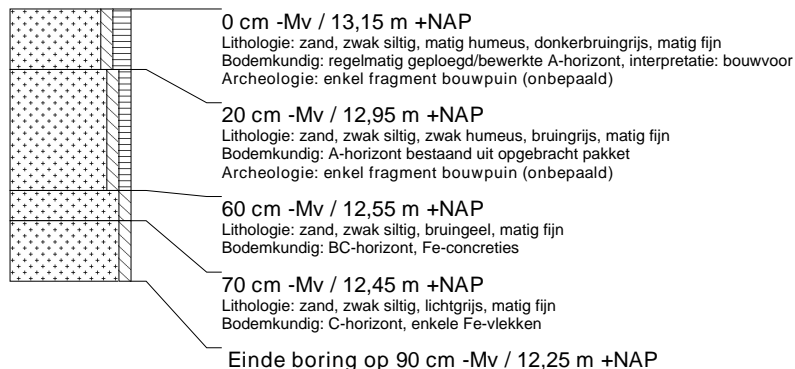 0 cm -Mv / 13,15 m +NAP
Lithologie: zand, zwak siltig, matig humeus, donkerbruingrijs, matig fijn
Bodemkundig: regelmatig geploegd/bewerkte A-horizont, interpretatie: bouwvoor
Archeologie: enkel fragment bouwpuin (onbepaald)
20 cm -Mv / 12,95 m +NAP
Lithologie: zand, zwak siltig, zwak humeus, bruingrijs, matig fijn
Bodemkundig: A-horizont bestaand uit opgebracht pakket
Archeologie: enkel fragment bouwpuin (onbepaald)
60 cm -Mv / 12,55 m +NAP
Lithologie: zand, zwak siltig, bruingeel, matig fijn
Bodemkundig: BC-horizont, Fe-concreties
70 cm -Mv / 12,45 m +NAP
Lithologie: zand, zwak siltig, lichtgrijs, matig fijn
Bodemkundig: C-horizont, enkele Fe-vlekken
Einde boring op 90 cm -Mv / 12,25 m +NAP